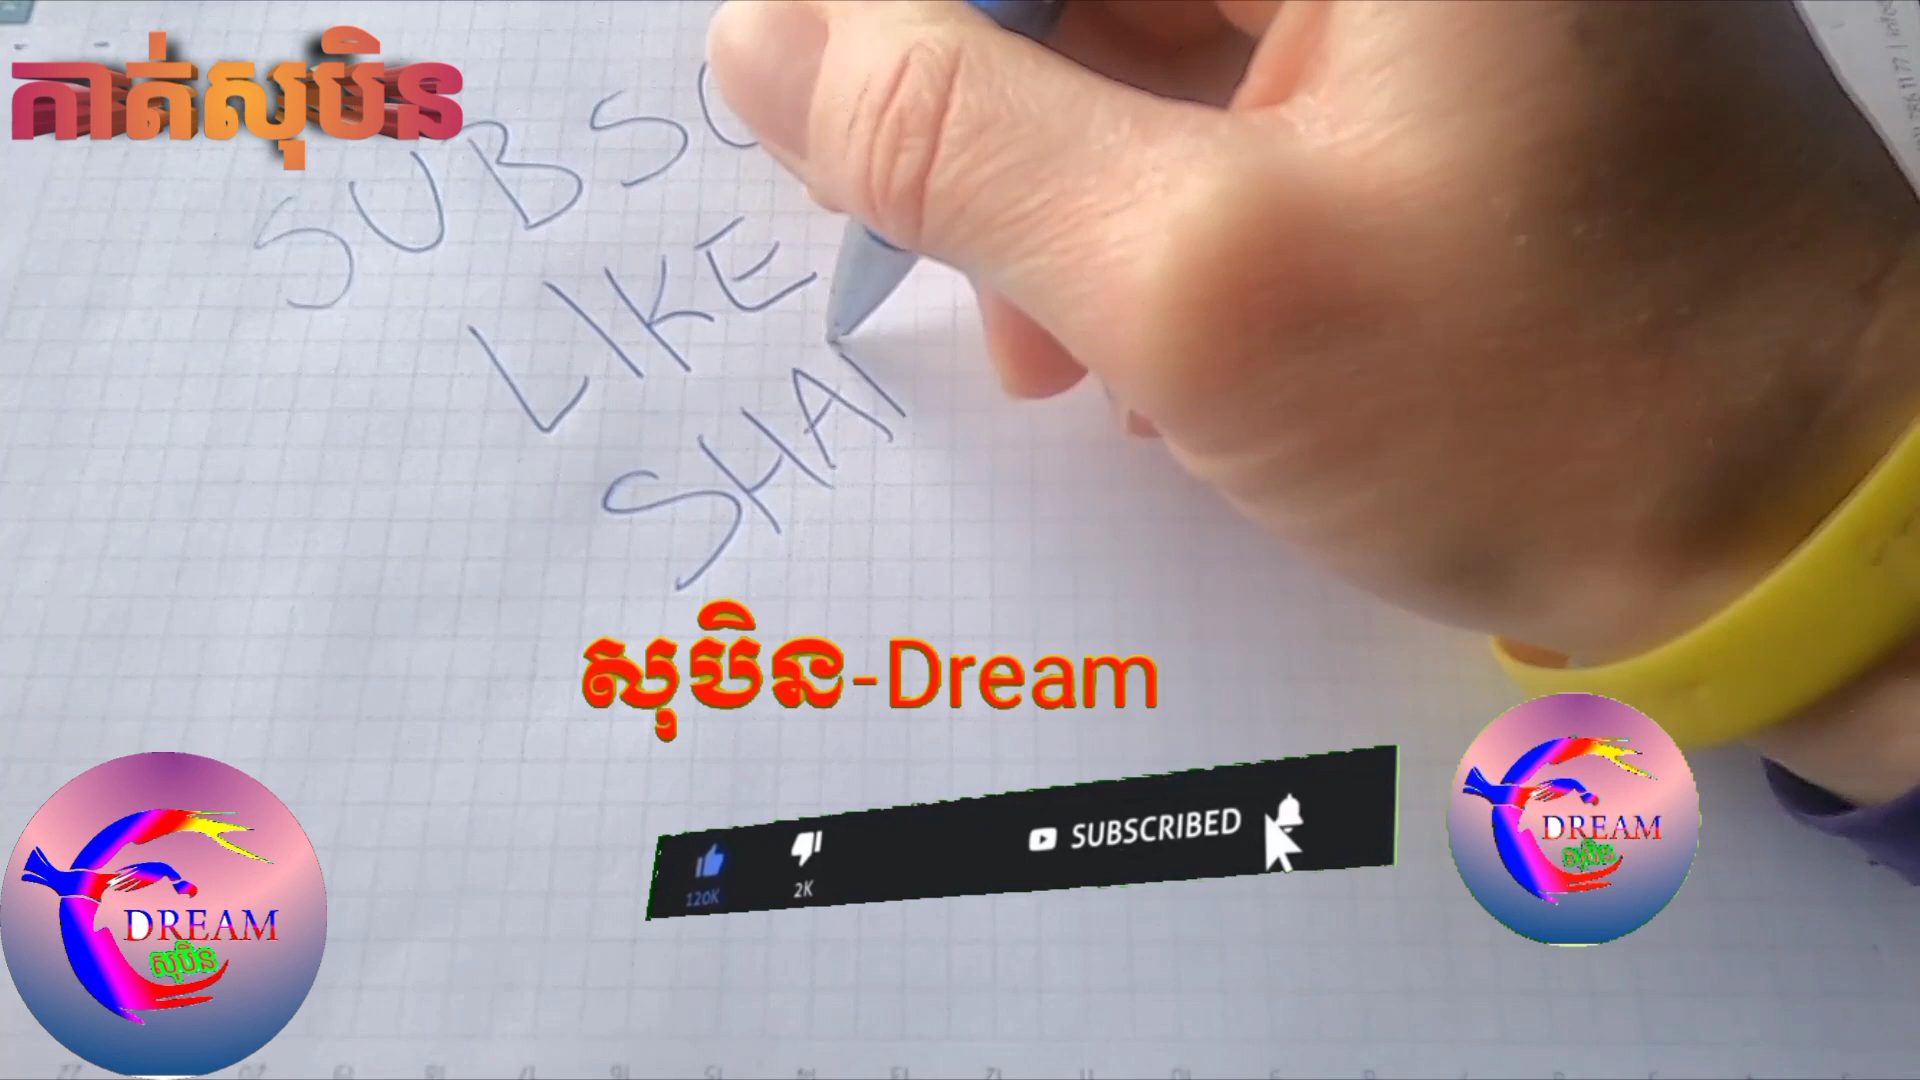 កាត់សុបិន
SUBSC
LIKE
SHA
សុបិន-Dream
120K
2K
SUBSCRIBED
DREAM
សុបិន
DREAM
សុបិន